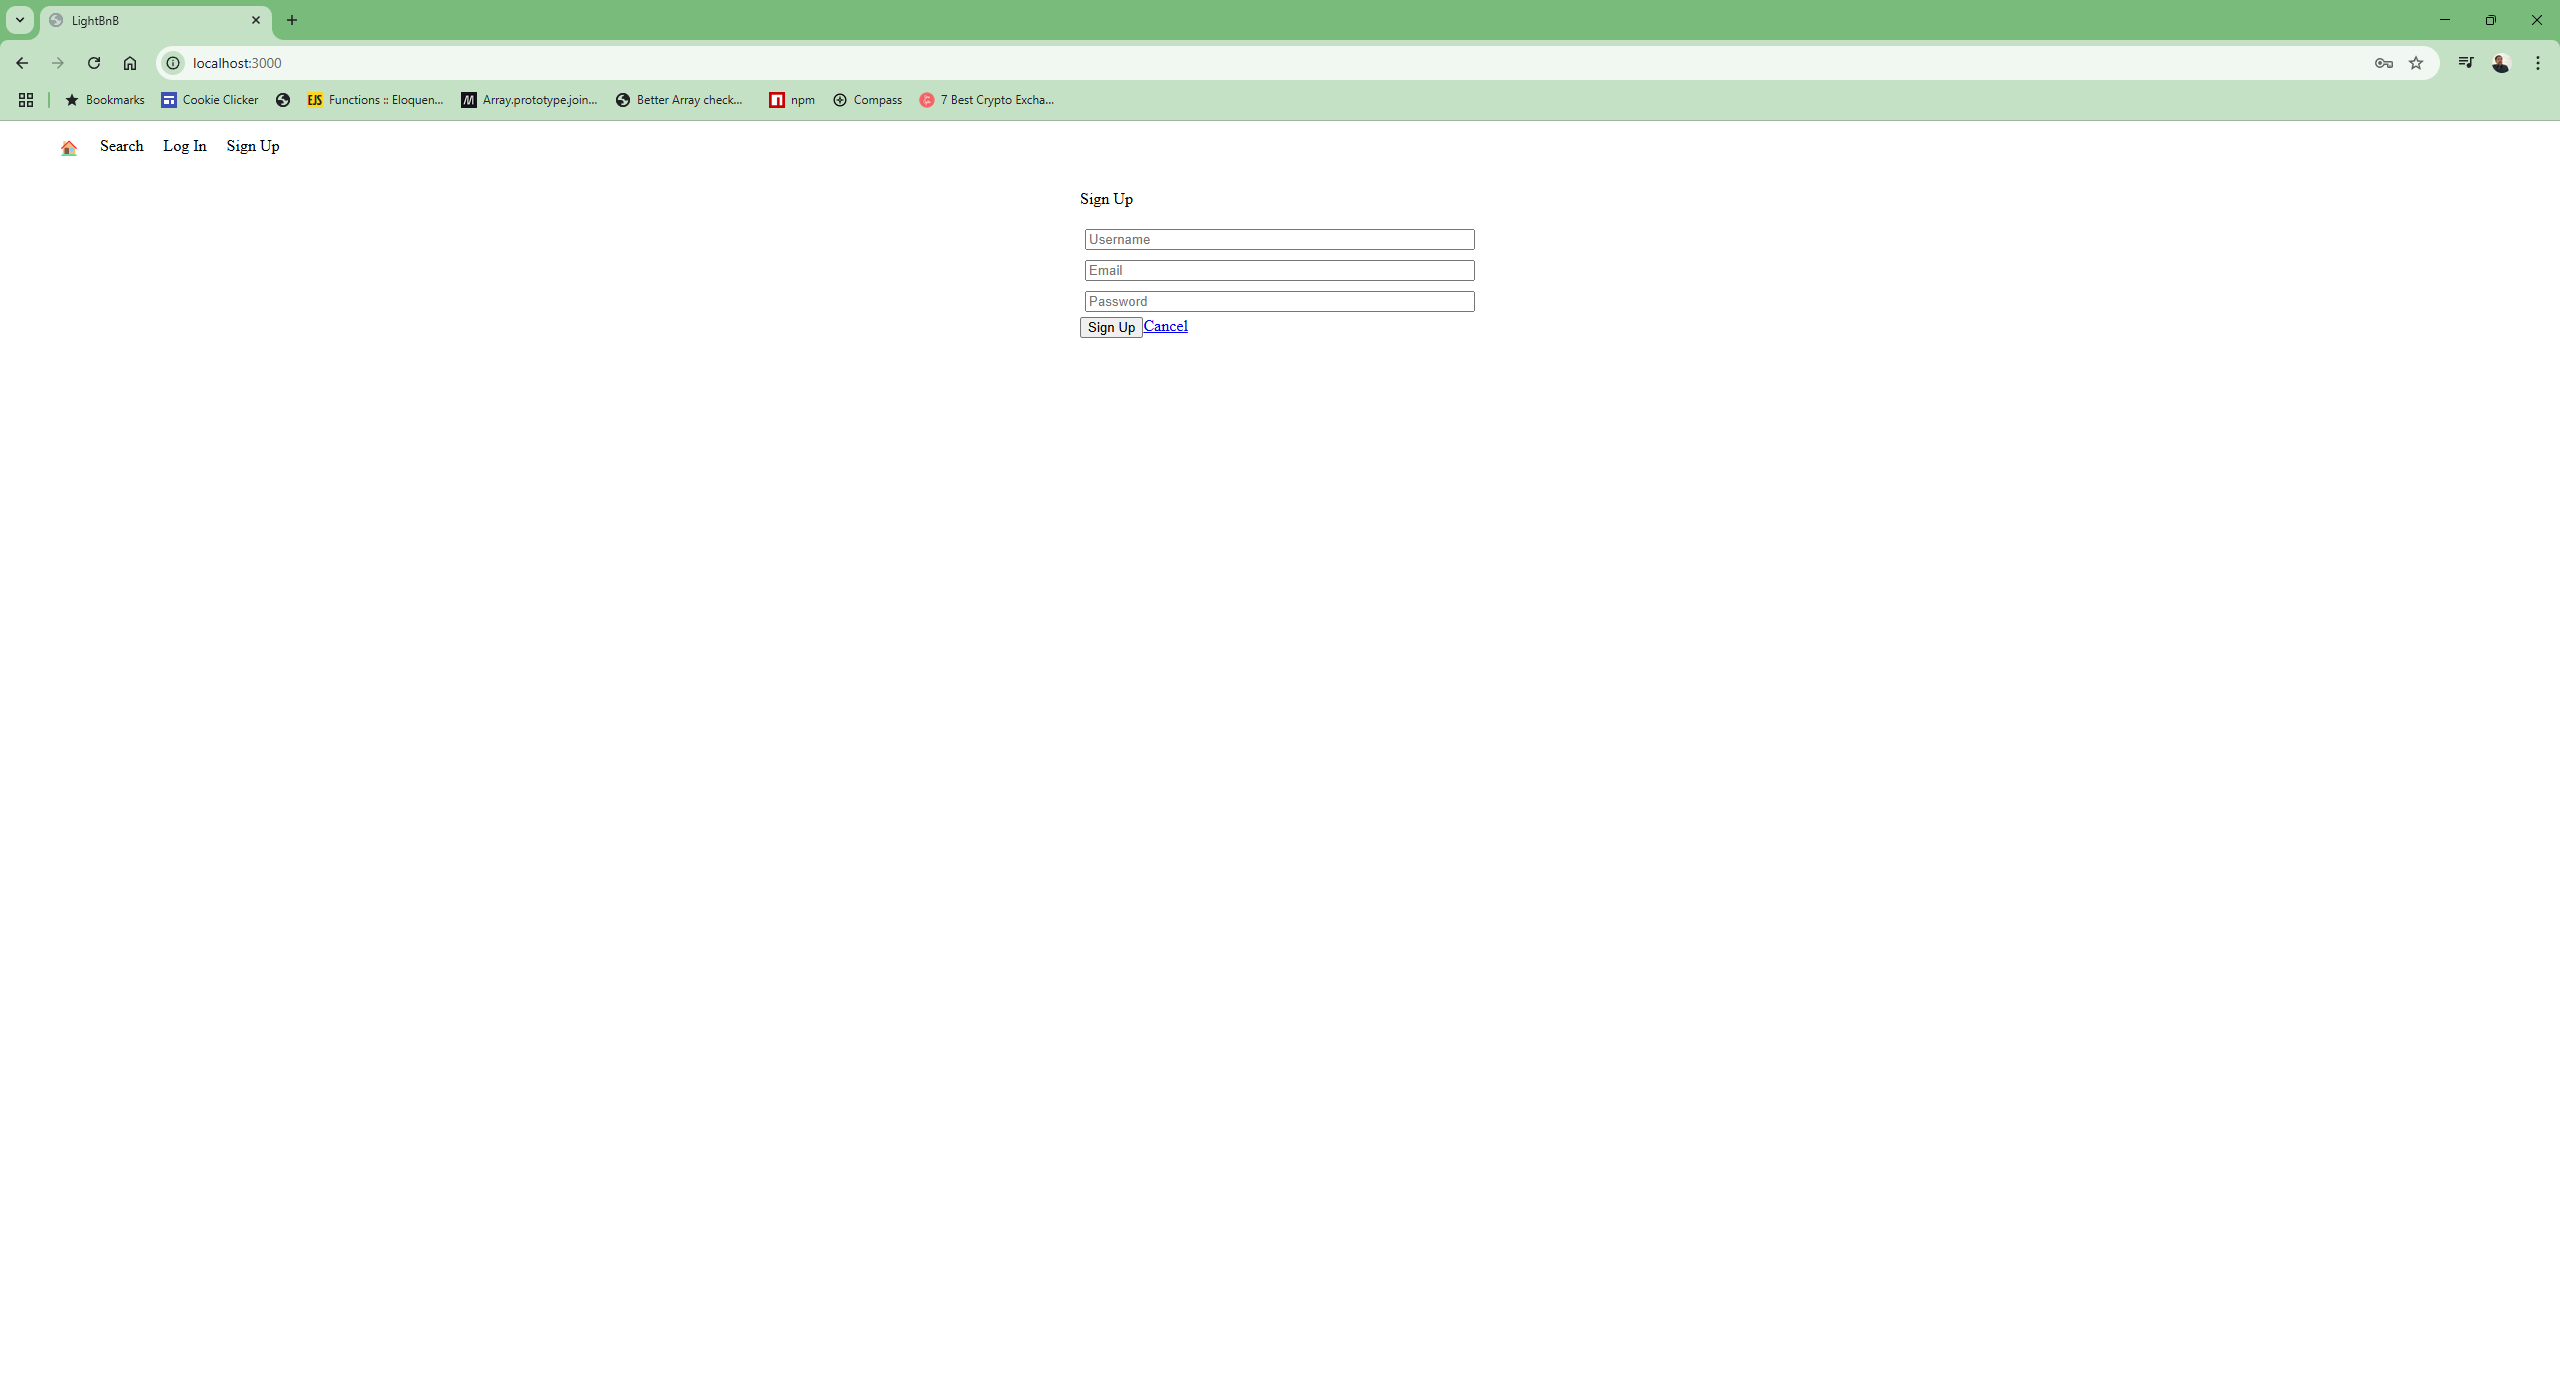 LightBnB
localhost:3000
Bookmarks Cookie Clicker EJS Functions :: Eloquen... M Array.prototype.join... Better Array check... npm Compass 7 Best Crypto Excha...
Search Log In Sign Up
Sign Up
Username
Email
Password
Sign Up Cancel